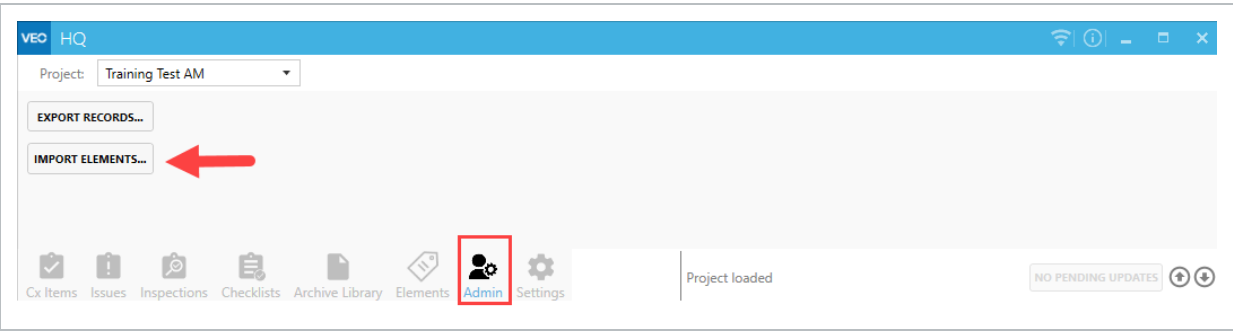 VEO HQ
Project: Training Test AM
EXPORT RECORDS...
IMPORT ELEMENTS...
Cx Items Issues Inspections Checklists Archive Library Elements Admin Settings
Project loaded
NO PENDING UPDATES